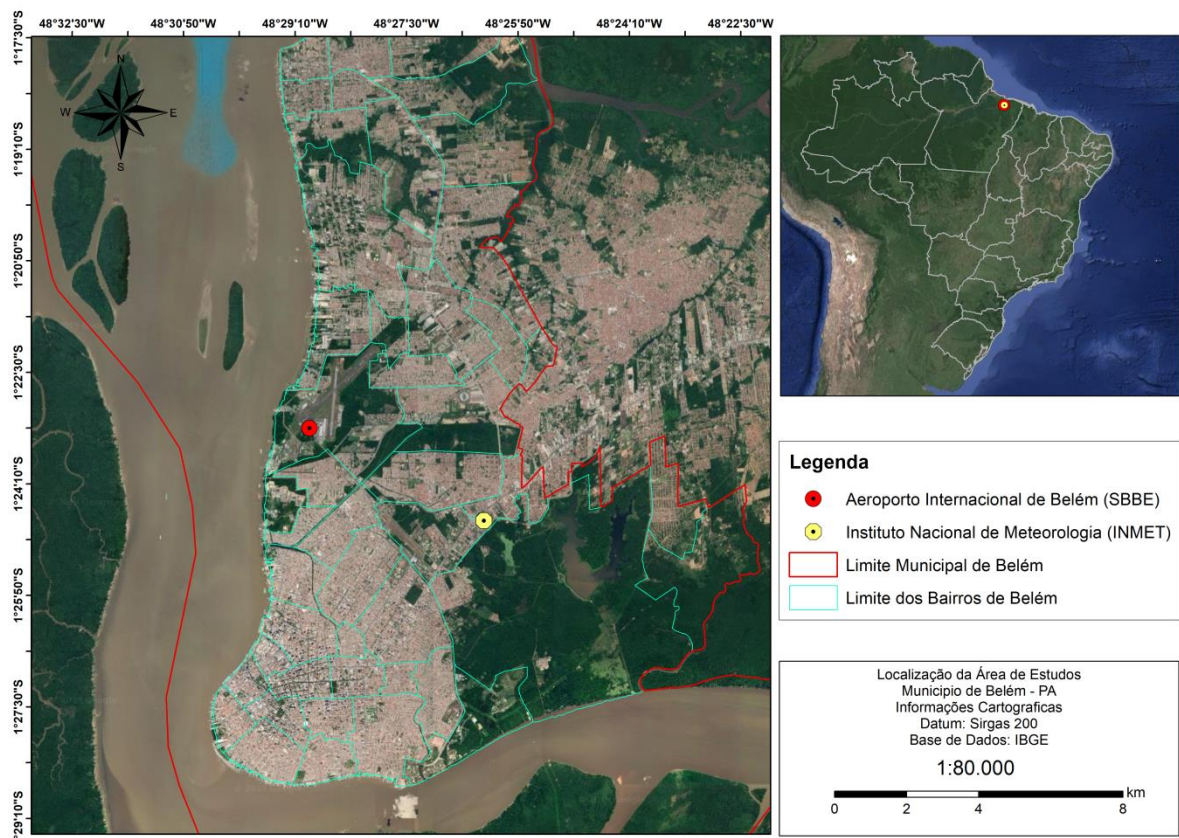 48°32'30"W 48°30'50"W 48°29'10"W 48°27'30"W 48°25'50"W 48°24'10"W 48°22'30"W
1°17'30"S
1°19'10"S
1°20'50"S
1°22'30"S
1°24'10"S
1°25'50"S
1°27'30"S
1°29'10"S
N
W E
S
Legenda
Aeroporto Internacional de Belém (SBBE)
Instituto Nacional de Meteorologia (INMET)
Limite Municipal de Belém
Limite dos Bairros de Belém
Localização da Área de Estudos
Municipio de Belém - PA
Informações Cartograficas
Datum: Sirgas 200
Base de Dados: IBGE
1:80.000
km
0 2 4 8